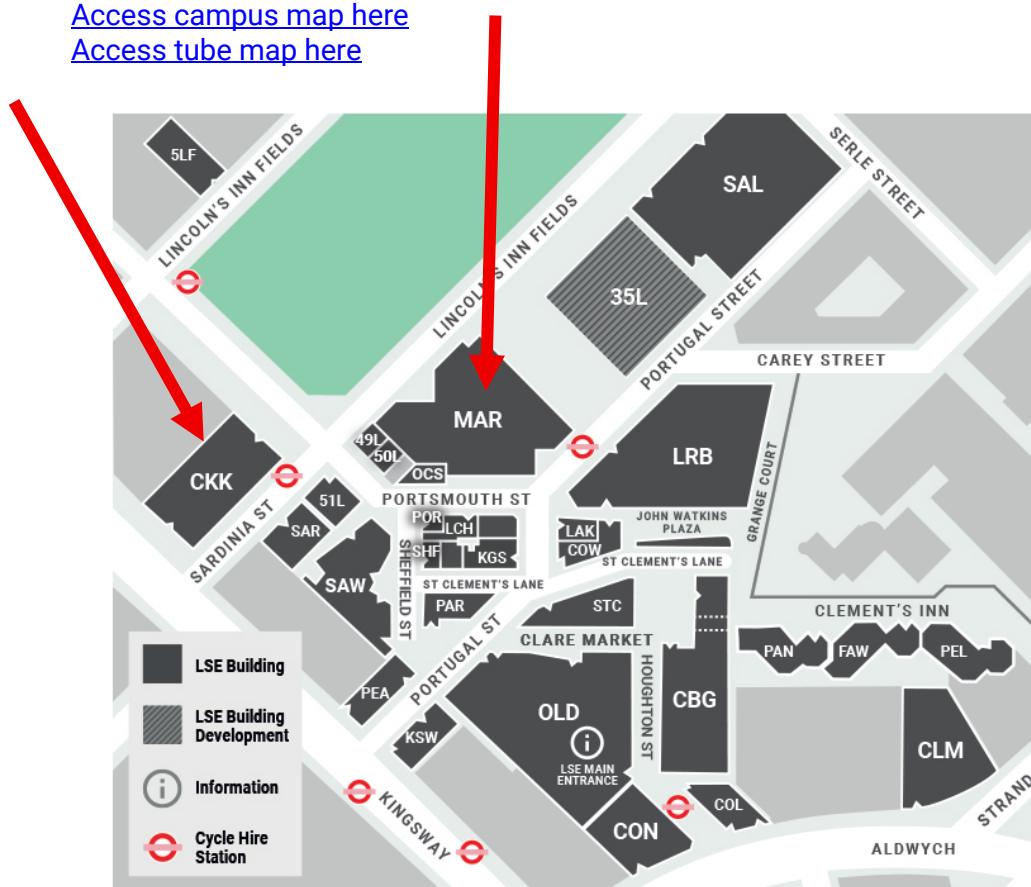 Access campus map here
Access tube map here
5LF
LINCOLN'S INN FIELDS
SAL
SERLE STREET
LINCOLN'S INN FIELDS
35L
PORTUGAL STREET
CAREY STREET
MAR
49L
50L
OCS
LRB
GRANGE COURT
CKK
SARDINIA ST
51L
SAR
PORTSMOUTH ST
POR
LCH
SHF
KGS
SHEFFIELD ST
LAK
COW
JOHN WATKINS
PLAZA
ST CLEMENT'S LANE
ST CLEMENT'S LANE
SAW
PAR
STC
CLARE MARKET
CLEMENT'S INN
PORTUGAL ST
HOUGHTON ST
PAN
FAW
PEL
PEA
KSW
OLD
LSE MAIN
ENTRANCE
CBG
CLM
CON
COL
KINGSWAY
STRAND
ALDWYCH
LSE Building
LSE Building
Development
i
Information
Cycle Hire
Station